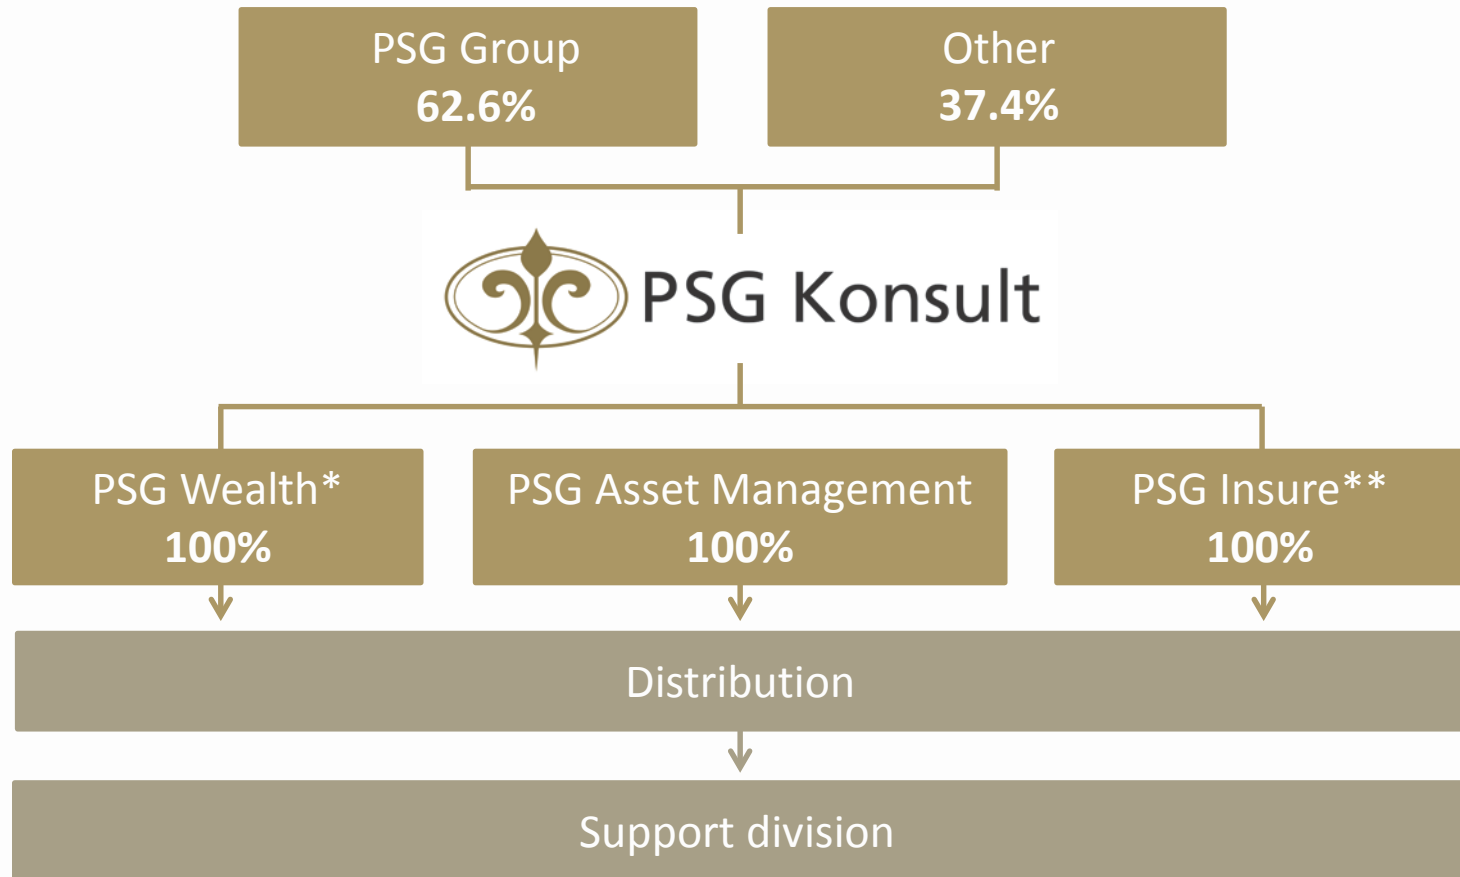 PSG Group
62.6%
Other
37.4%
PSG Konsult
PSG Wealth*
100%
PSG Asset Management
100%
PSG Insure**
100%
Distribution
Support division